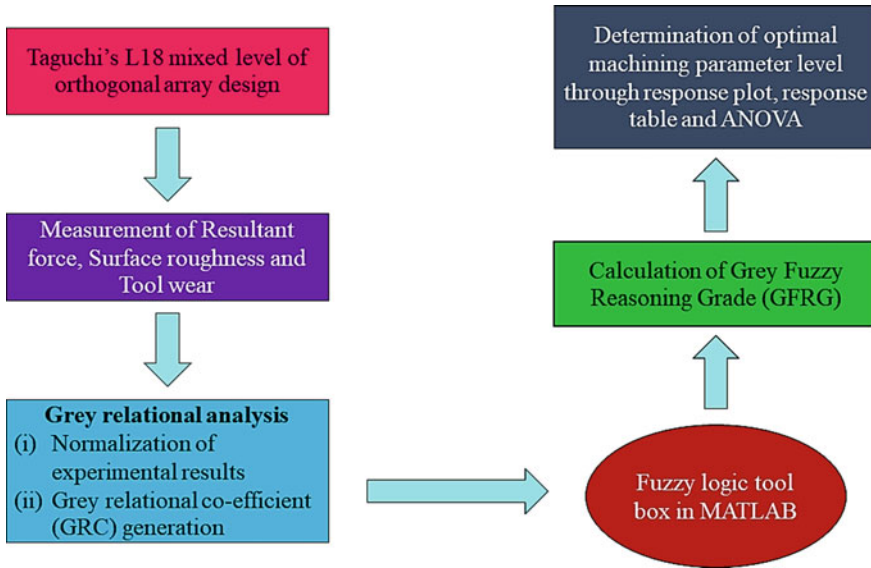 Taguchi's L18 mixed level of
orthogonal array design
Measurement of Resultant
force, Surface roughness and
Tool wear
Grey relational analysis
(i) Normalization of
experimental results
(ii) Grey relational co-efficient
(GRC) generation
Fuzzy logic tool
box in MATLAB
Calculation of Grey Fuzzy
Reasoning Grade (GFRG)
Determination of optimal
machining parameter level
through response plot, response
table and ANOVA